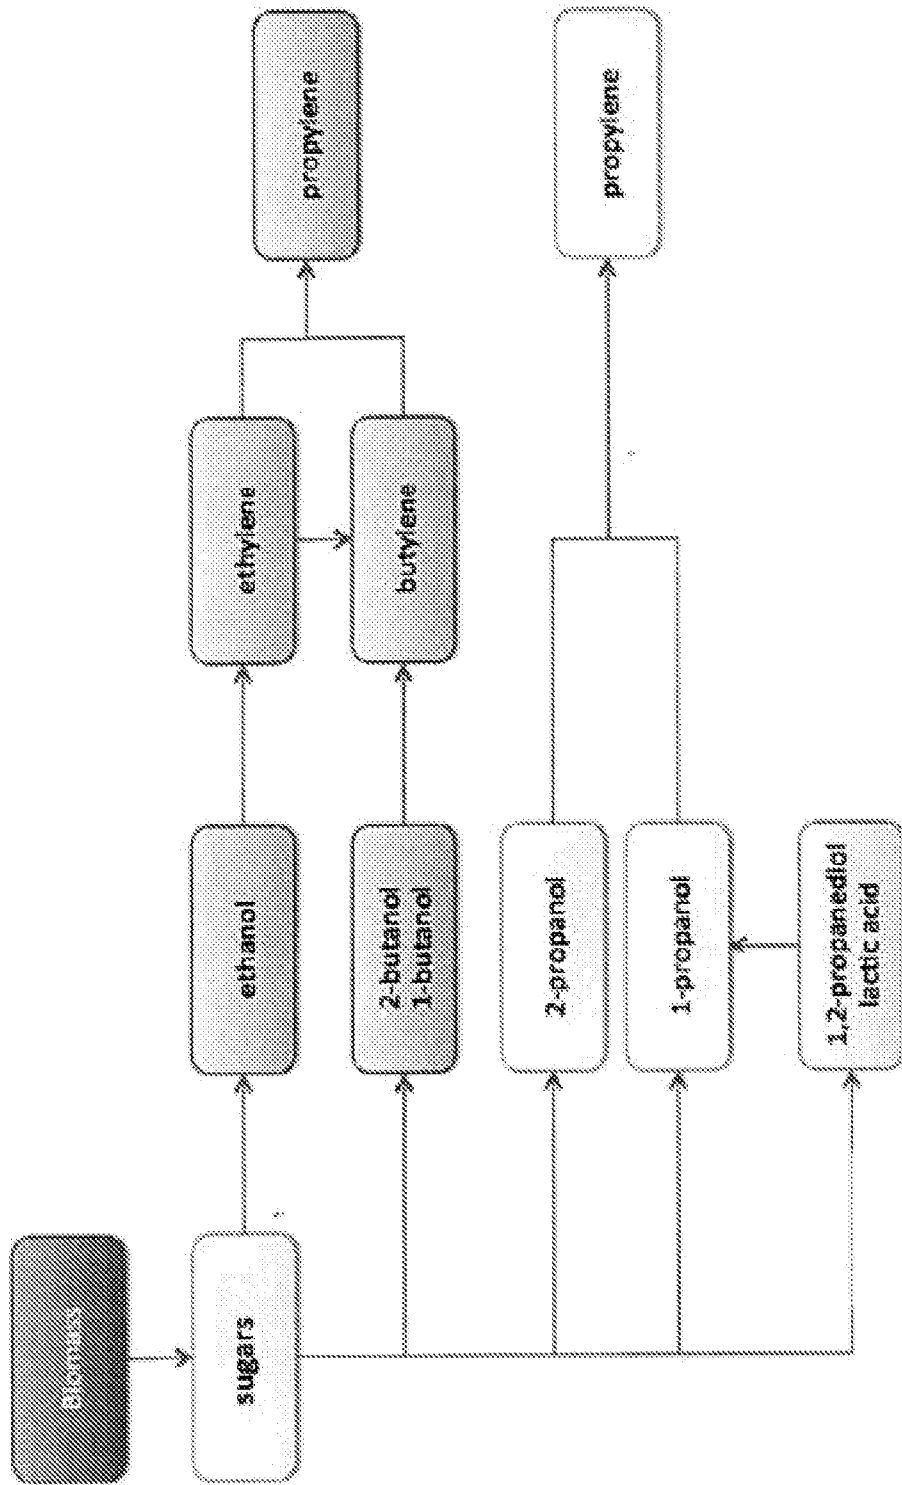 Biomass
sugars
ethanol
ethylene
propylene
2-butanol
1-butanol
butylene
2-propanol
1-propanol
propylene
1,2-propanediol
lactic acid